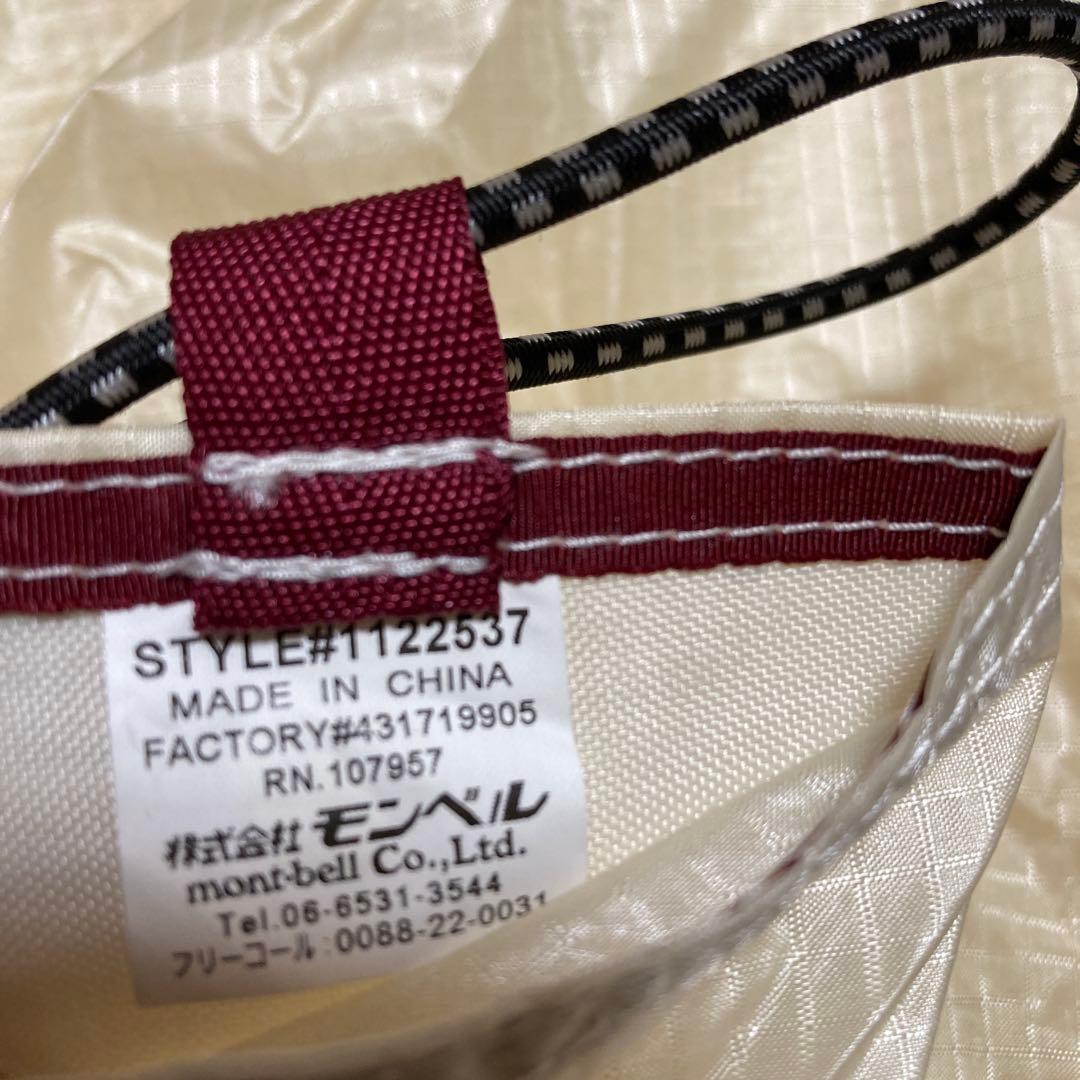 STYLE#1122537
MADE IN CHINA
FACTORY#431719905
RN.107957
株式会社 モンベル
mont-bell Co.,Ltd.
Tel.06-6531-3544
フリーコール:0088-22-0031